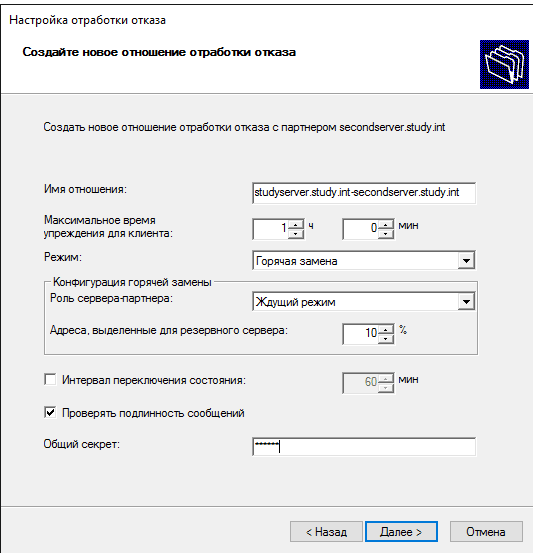 Настройка отработки отказа
Создайте новое отношение отработки отказа
Создать новое отношение отработки отказа с партнером secondserver.study.int
Имя отношения: studyserver.study.int-secondserver.study.int
Максимальное время
упреждения для клиента: 1 ч 0 мин
Режим: Горячая замена
Конфигурация горячей замены
Роль сервера-партнера: Ждущий режим
Адреса, выделенные для резервного сервера: 10 %
Интервал переключения состояния: 60 мин
Проверять подлинность сообщений
Общий секрет: ******
< Назад Далее > Отмена